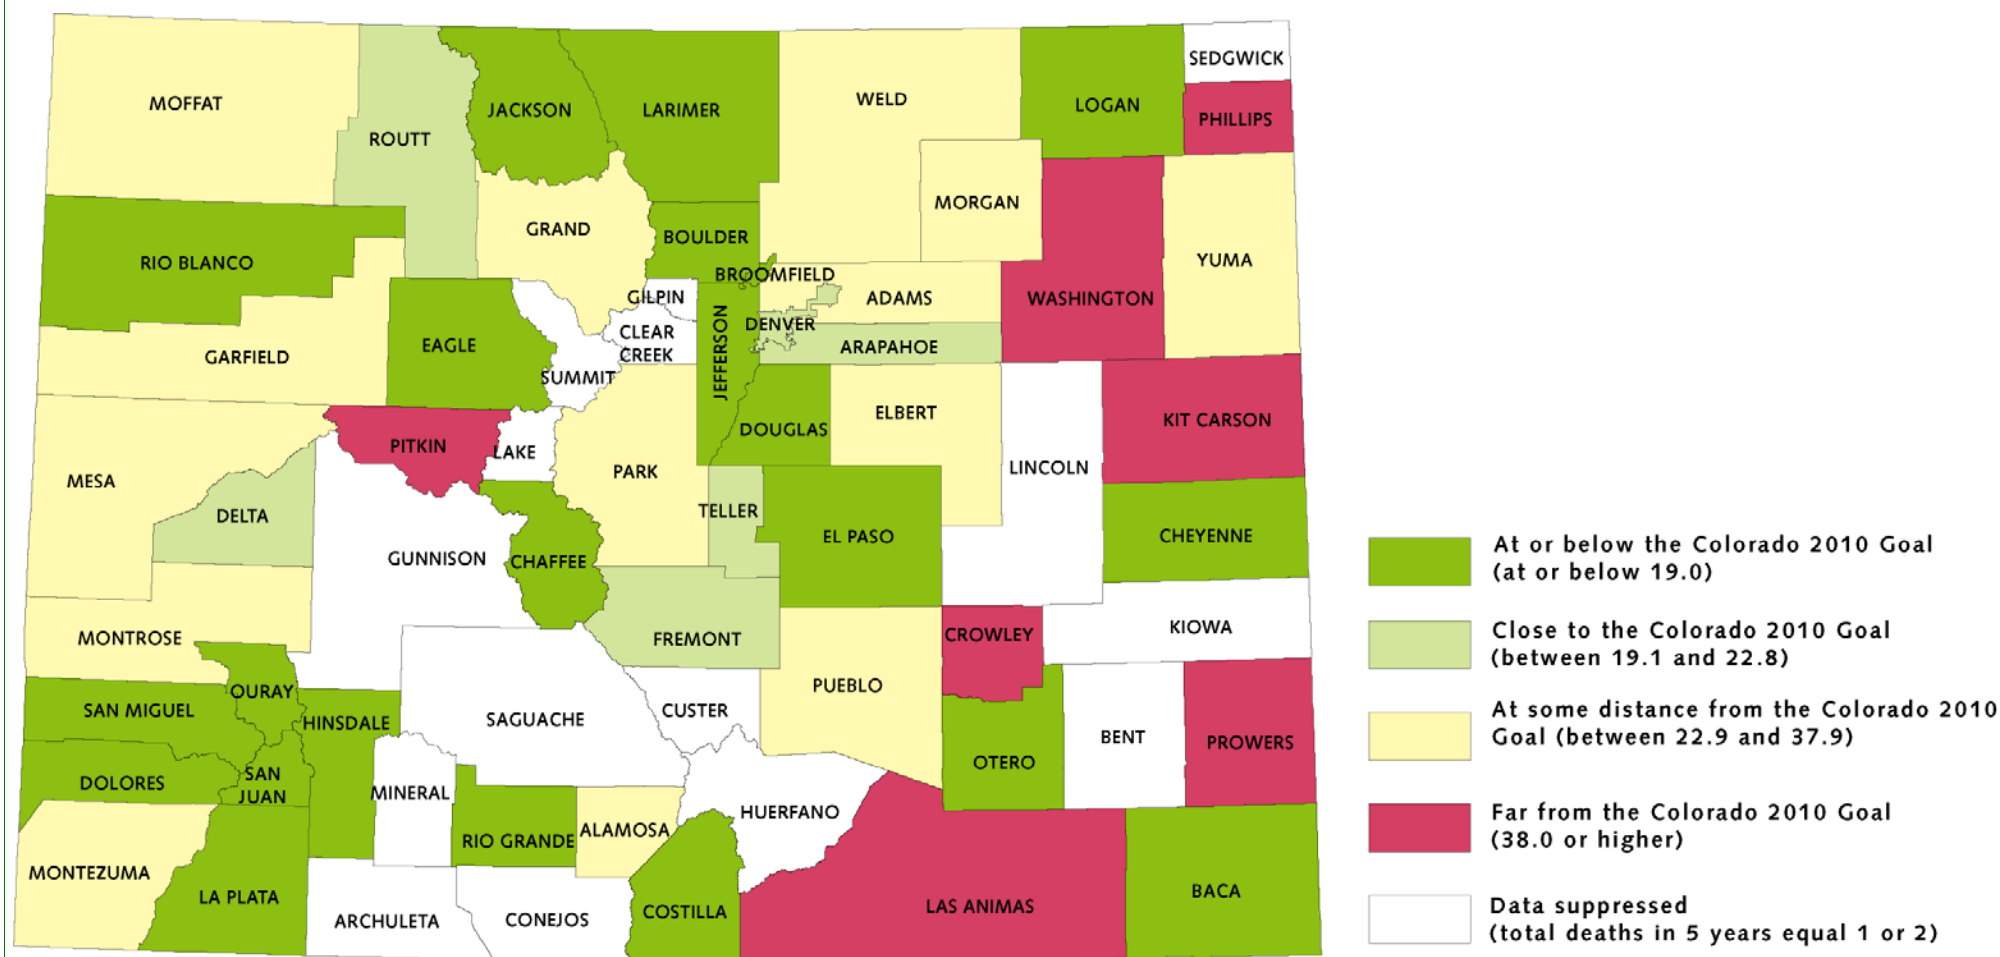 MOFFAT
ROUTT
JACKSON
LARIMER
WELD
LOGAN
SEDGWICK
PHILLIPS
RIO BLANCO
GRAND
BOULDER
MORGAN
WASHINGTON
YUMA
GARFIELD
EAGLE
SUMMIT
GILPIN
CLEAR
CREEK
JEFFERSON
BROOMFIELD
ADAMS
DENVER
ARAPAHOE
MESA
DELTA
PITKIN
LAKE
PARK
DOUGLAS
ELBERT
LINCOLN
KIT CARSON
GUNNISON
CHAFFEE
TELLER
EL PASO
CHEYENNE
MONTROSE
FREMONT
CROWLEY
KIOWA
OURAY
SAN MIGUEL
HINSDALE
SAGUACHE
CUSTER
PUEBLO
OTERO
BENT
PROWERS
DOLORES
SAN
JUAN
MINERAL
RIO GRANDE
ALAMOSA
HUERFANO
MONTEZUMA
LA PLATA
ARCHULETA
CONEJOS
COSTILLA
LAS ANIMAS
BACA
At or below the Colorado 2010 Goal
(at or below 19.0)
Close to the Colorado 2010 Goal
(between 19.1 and 22.8)
At some distance from the Colorado 2010
Goal (between 22.9 and 37.9)
Far from the Colorado 2010 Goal
(38.0 or higher)
Data suppressed
(total deaths in 5 years equal 1 or 2)